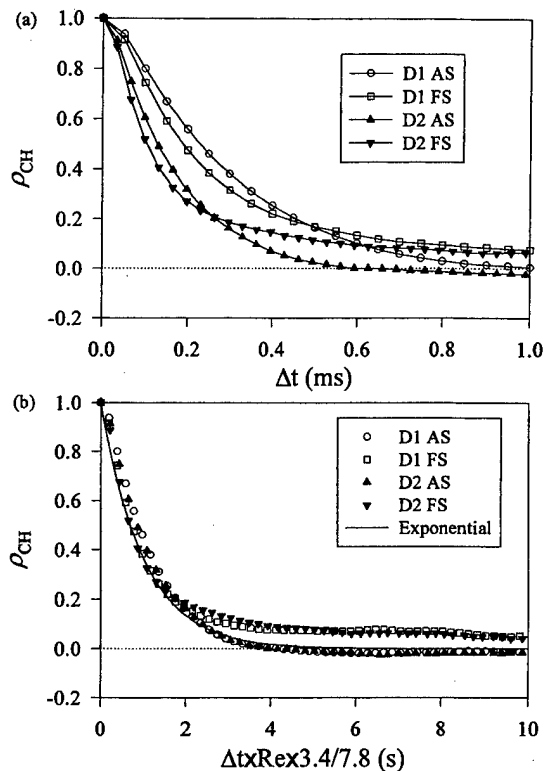 (a)
1.0
0.8
0.6
0.4
0.2
0.0
-0.2
ρCH
D1 AS
D1 FS
D2 AS
D2 FS
0.0 0.2 0.4 0.6 0.8 1.0
Δt (ms)
(b)
1.0
0.8
0.6
0.4
0.2
0.0
-0.2
ρCH
D1 AS
D1 FS
D2 AS
D2 FS
Exponential
0 2 4 6 8 10
ΔtxRex3.4/7.8 (s)